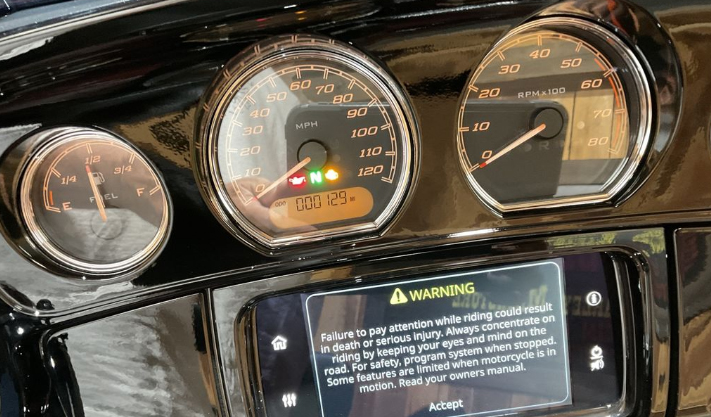 E 1/4 1/2 3/4 F
FUEL
0 10 20 30 40 50 60 70 80 90 100 110 120
MPH
N
ODO 000129
0 10 20 30 40 50 60 70 80
RPM x100
WARNING
Failure to pay attention while riding could result
in death or serious injury. Always concentrate on
riding by keeping your eyes and mind on the
road. For safety, program system when stopped.
Some features are limited when motorcycle is in
motion. Read your owners manual.
Accept